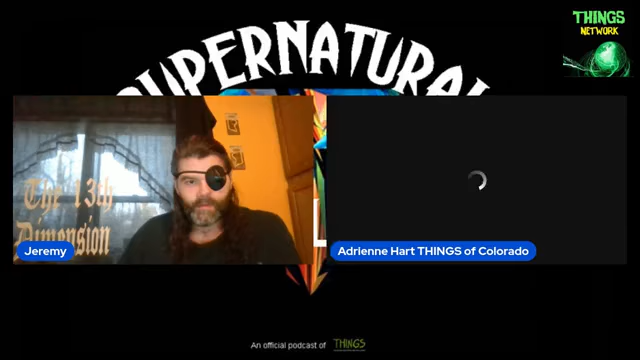 SUPERNATURAL
THINGS
NETWORK
The 13th
Dimension
Jeremy
Adrienne Hart THINGS of Colorado
An official podcast of THINGS